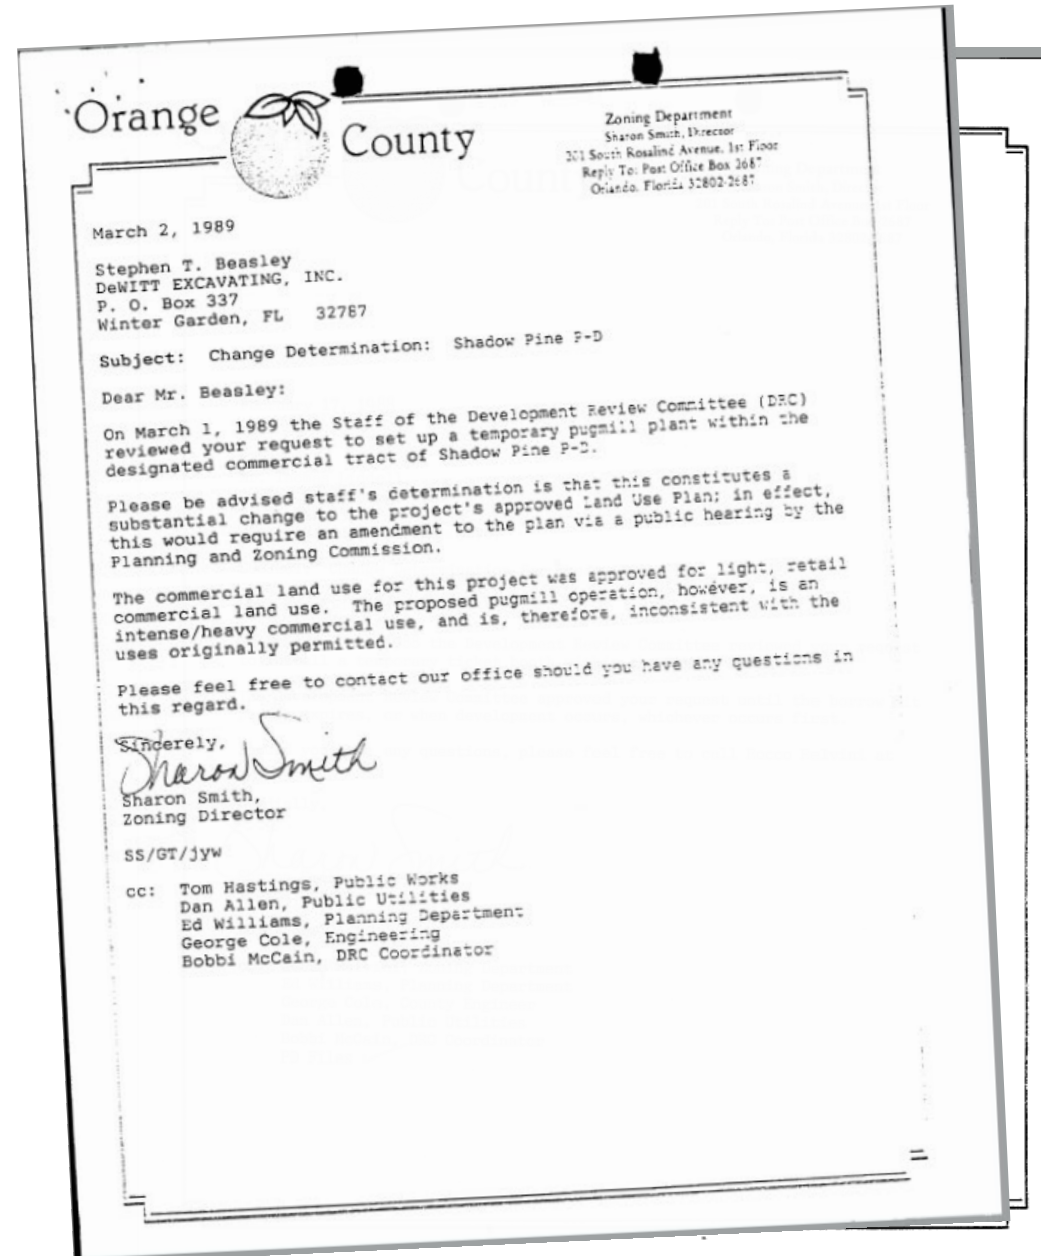 Orange County
Zoning Department
Sharon Smith, Director
201 South Rosalind Avenue, 1st Floor
Reply To: Post Office Box 2687
Orlando, Florida 32802-2687
March 2, 1989
Stephen T. Beasley
DeWITT EXCAVATING, INC.
P. O. Box 337
Winter Garden, FL 32787
Subject: Change Determination: Shadow Pine P-D
Dear Mr. Beasley:
On March 1, 1989 the Staff of the Development Review Committee (DRC)
reviewed your request to set up a temporary pugmill plant within the
designated commercial tract of Shadow Pine P-D.
Please be advised staff's determination is that this constitutes a
substantial change to the project's approved Land Use Plan; in effect,
this would require an amendment to the plan via a public hearing by the
Planning and Zoning Commission.
The commercial land use for this project was approved for light, retail
commercial land use. The proposed pugmill operation, however, is an
intense/heavy commercial use, and is, therefore, inconsistent with the
uses originally permitted.
Please feel free to contact our office should you have any questions in
this regard.
Sincerely,
Sharon Smith
Sharon Smith,
Zoning Director
SS/GT/jyw
cc: Tom Hastings, Public Works
Dan Allen, Public Utilities
Ed Williams, Planning Department
George Cole, Engineering
Bobbi McCain, DRC Coordinator